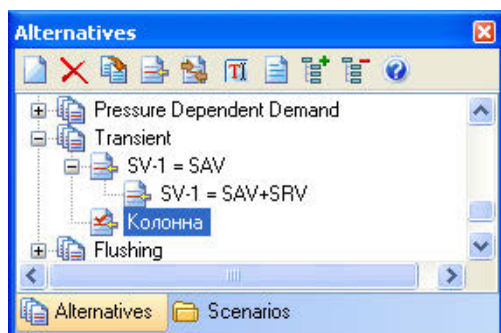 Alternatives
Pressure Dependent Demand
Transient
SV-1 = SAV
SV-1 = SAV+SRV
Колонна
Flushing
Alternatives Scenarios